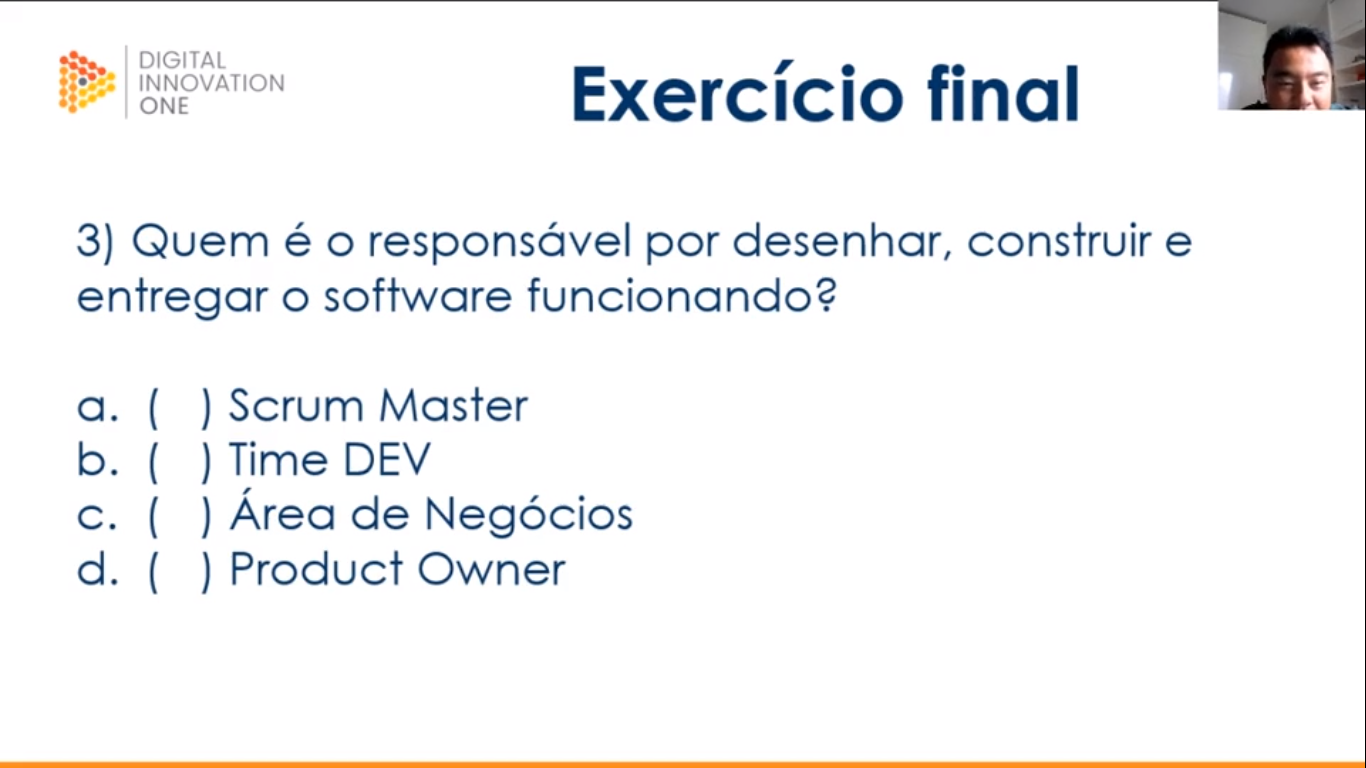 DIGITAL
INNOVATION
ONE
Exercício final
3) Quem é o responsável por desenhar, construir e
entregar o software funcionando?
a. (   ) Scrum Master
b. (   ) Time DEV
c. (   ) Área de Negócios
d. (   ) Product Owner